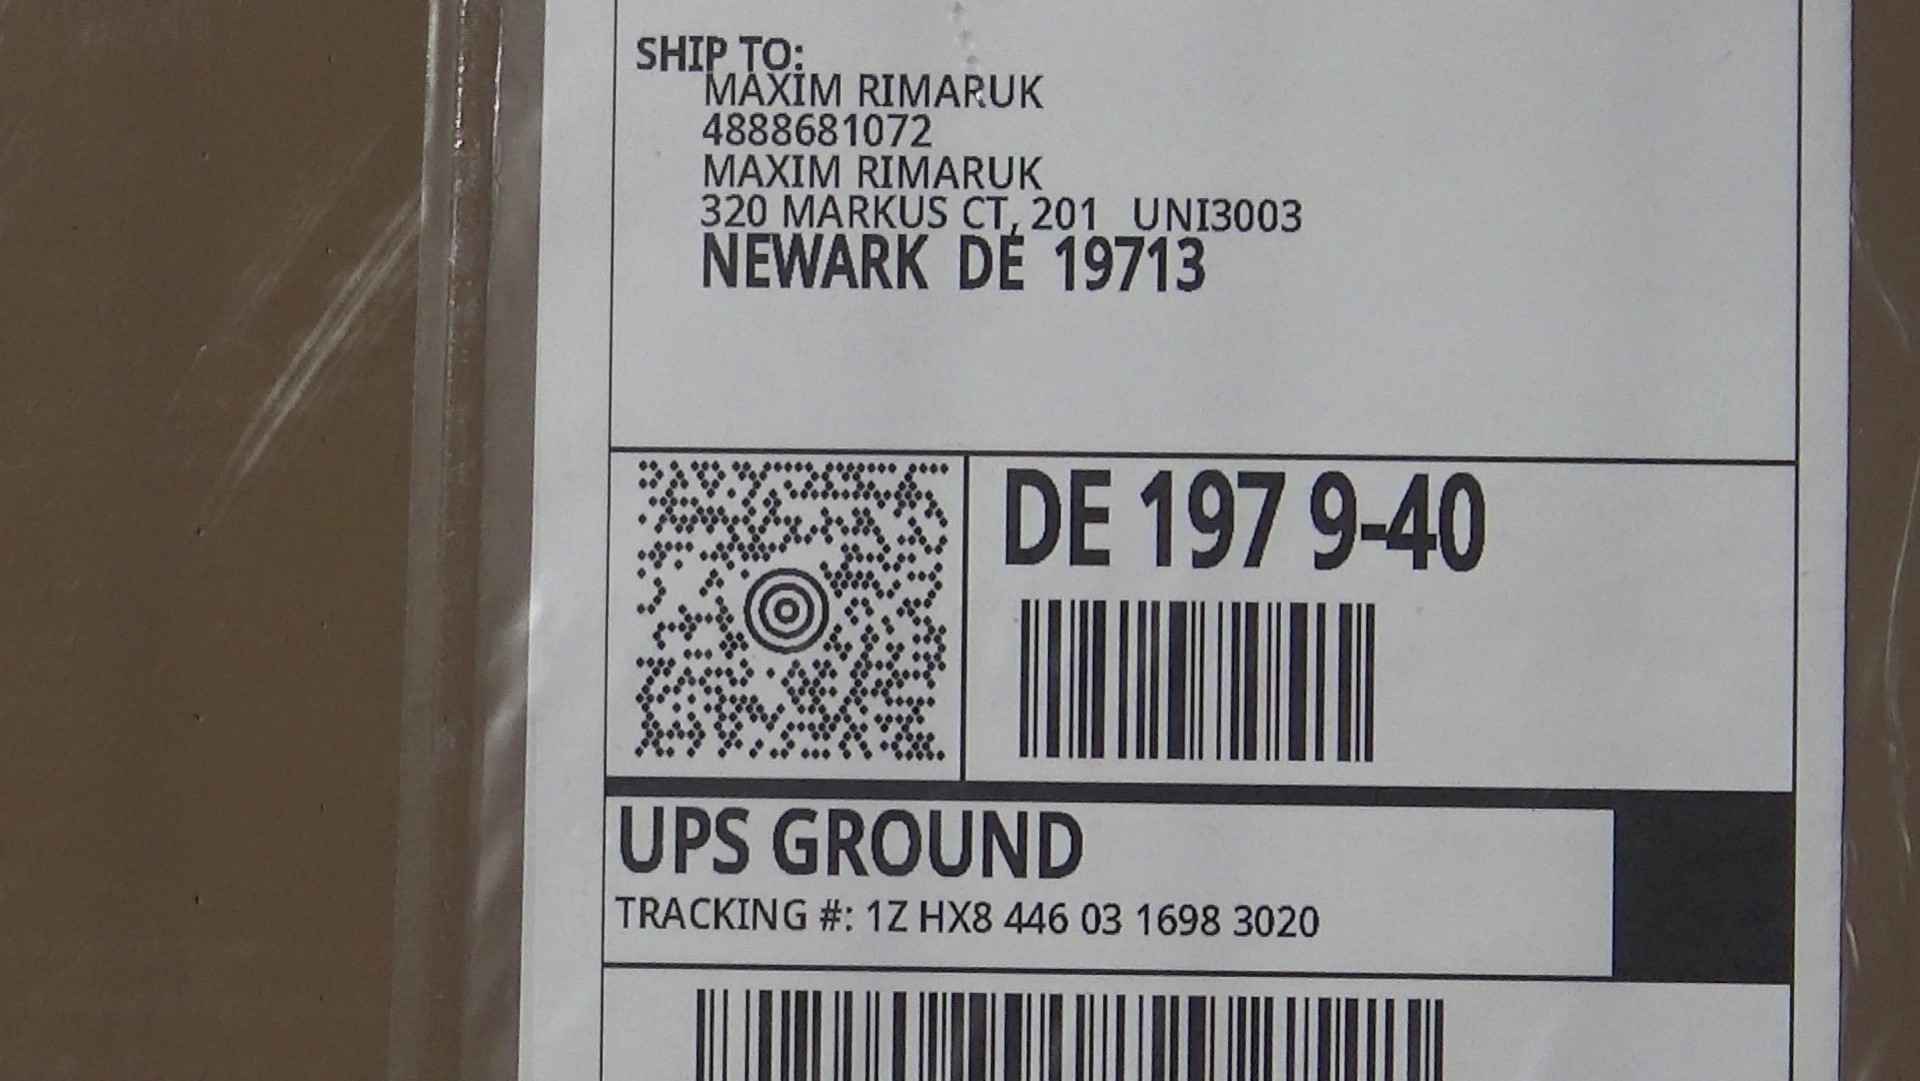 SHIP TO:
MAXIM RIMARUK
4888681072
MAXIM RIMARUK
320 MARKUS CT, 201 UNI3003
NEWARK DE 19713
DE 197 9-40
UPS GROUND
TRACKING #: 1Z HX8 446 03 1698 3020